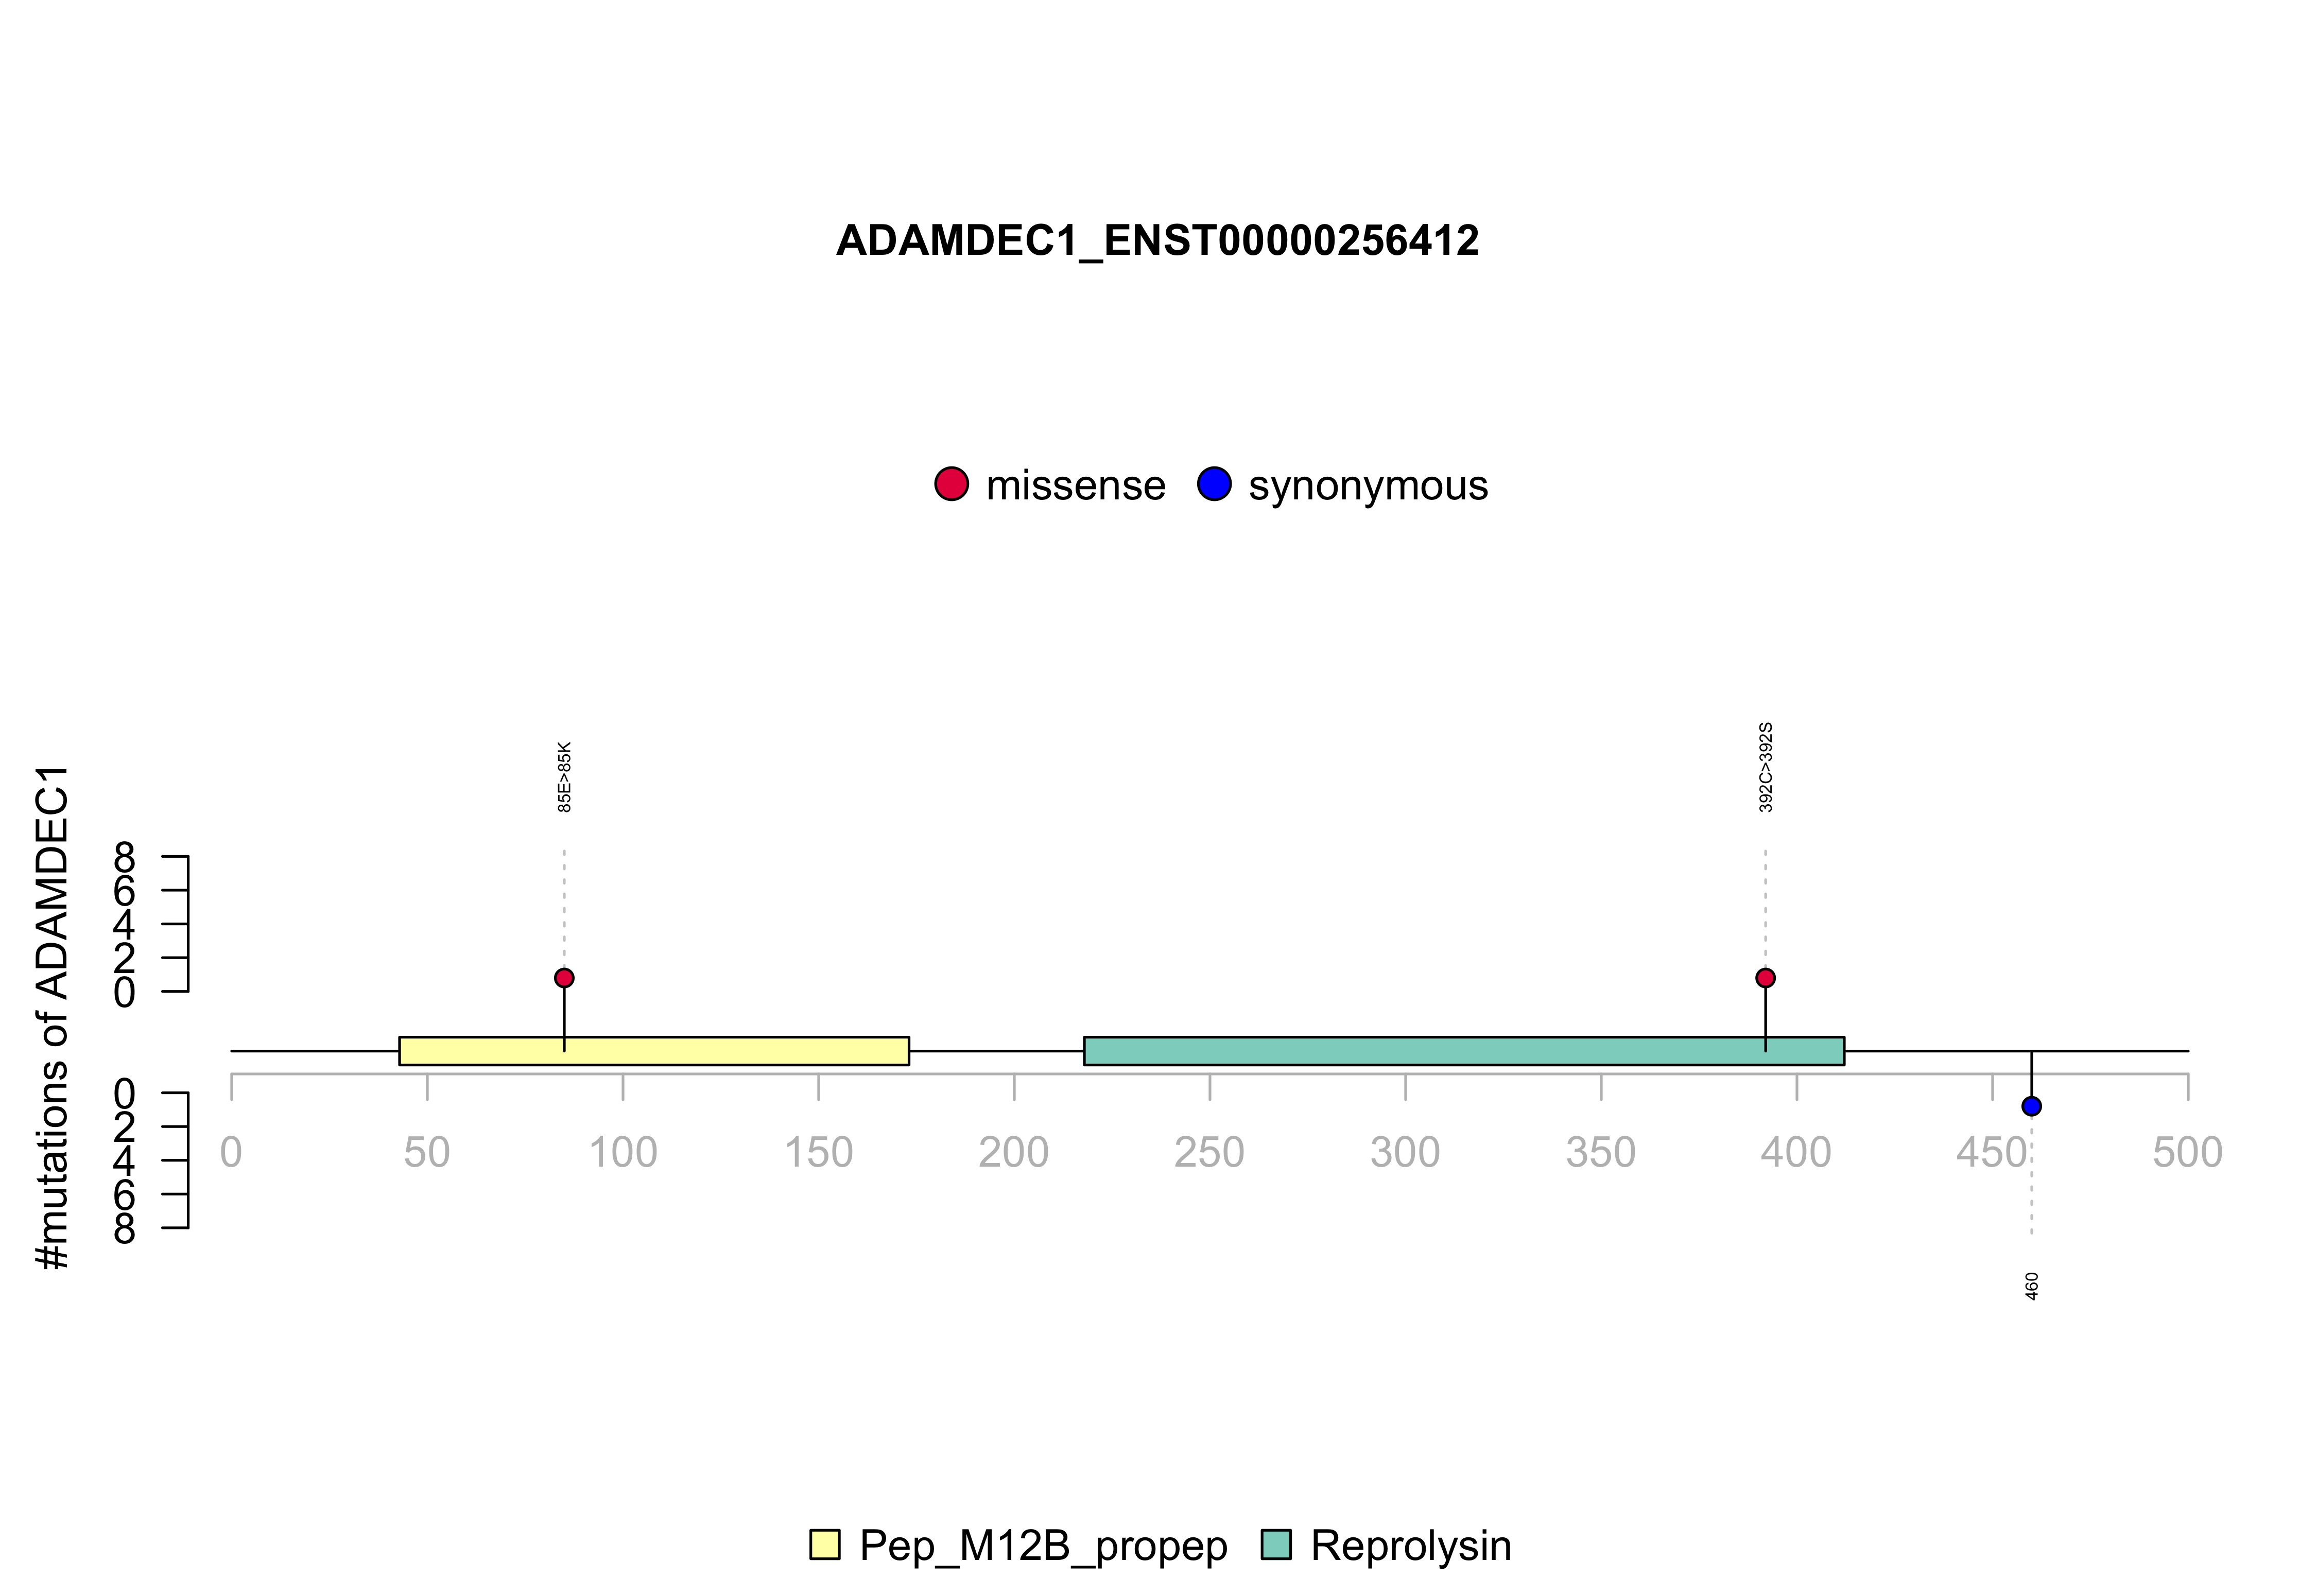 ADAMDEC1_ENST00000256412
missense synonymous
85E>85K
392C>392S
#mutations of ADAMDEC1
8
6
4
2
0
0
2
4
6
8
0 50 100 150 200 250 300 350 400 450 500
460
Pep_M12B_propep Reprolysin